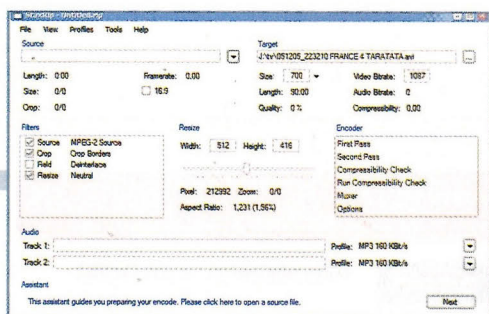 File View Profiles Tools Help
Source Target
J:\tv\051205_223210 FRANCE 4 TARATATA.avi ...
Length: 0:00 Framerate: 0,00 Size: 700 Video Bitrate: 1087
Size: 0/0 16:9 Length: 90:00 Audio Bitrate: 0
Crop: 0/0 Quality: 0 % Compressibility: 0,00
Filters Resize Encoder
Source MPEG-2 Source Width: 512 Height: 416 First Pass
Crop Crop Borders Second Pass
Field Deinterlace Compressibility Check
Resize Neutral Run Compressibility Check
Pixel: 212992 Zoom: 0/0 Muxer
Aspect Ratio: 1,231 (1,56%) Options
Audio
Track 1: Profile: MP3 160 KBit/s
Track 2: Profile: MP3 160 KBit/s
Assistant
This assistant guides you preparing your encode. Please click here to open a source file. Next